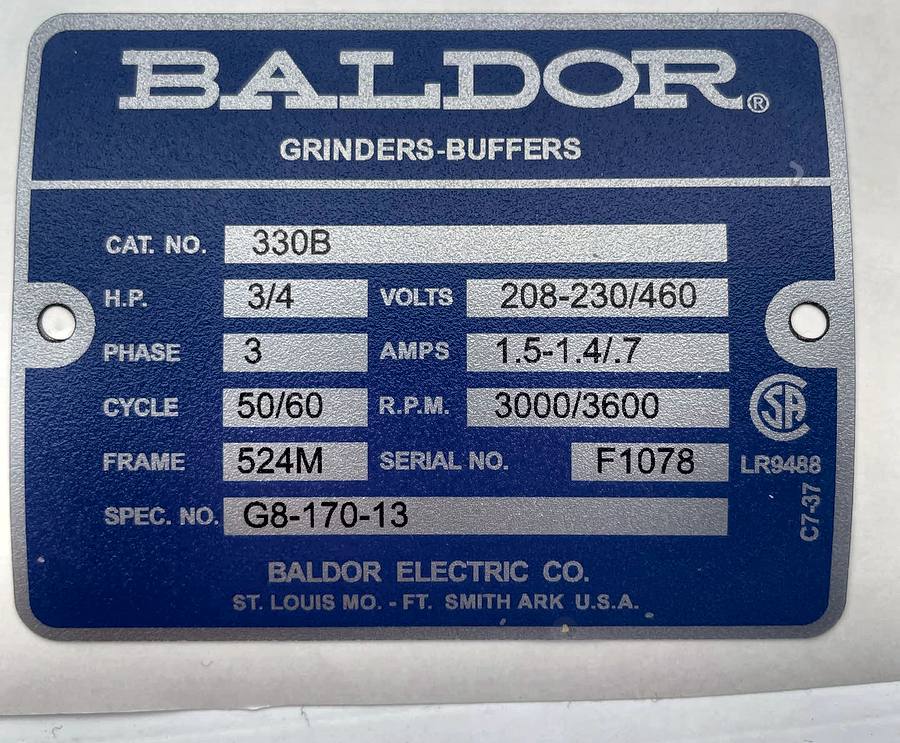 BALDOR®
GRINDERS-BUFFERS
CAT. NO. 330B
H.P. 3/4 VOLTS 208-230/460
PHASE 3 AMPS 1.5-1.4/.7
CYCLE 50/60 R.P.M. 3000/3600
FRAME 524M SERIAL NO. F1078
SPEC. NO. G8-170-13
SA
LR9488
C7-37
BALDOR ELECTRIC CO.
ST. LOUIS MO. - FT. SMITH ARK U.S.A.